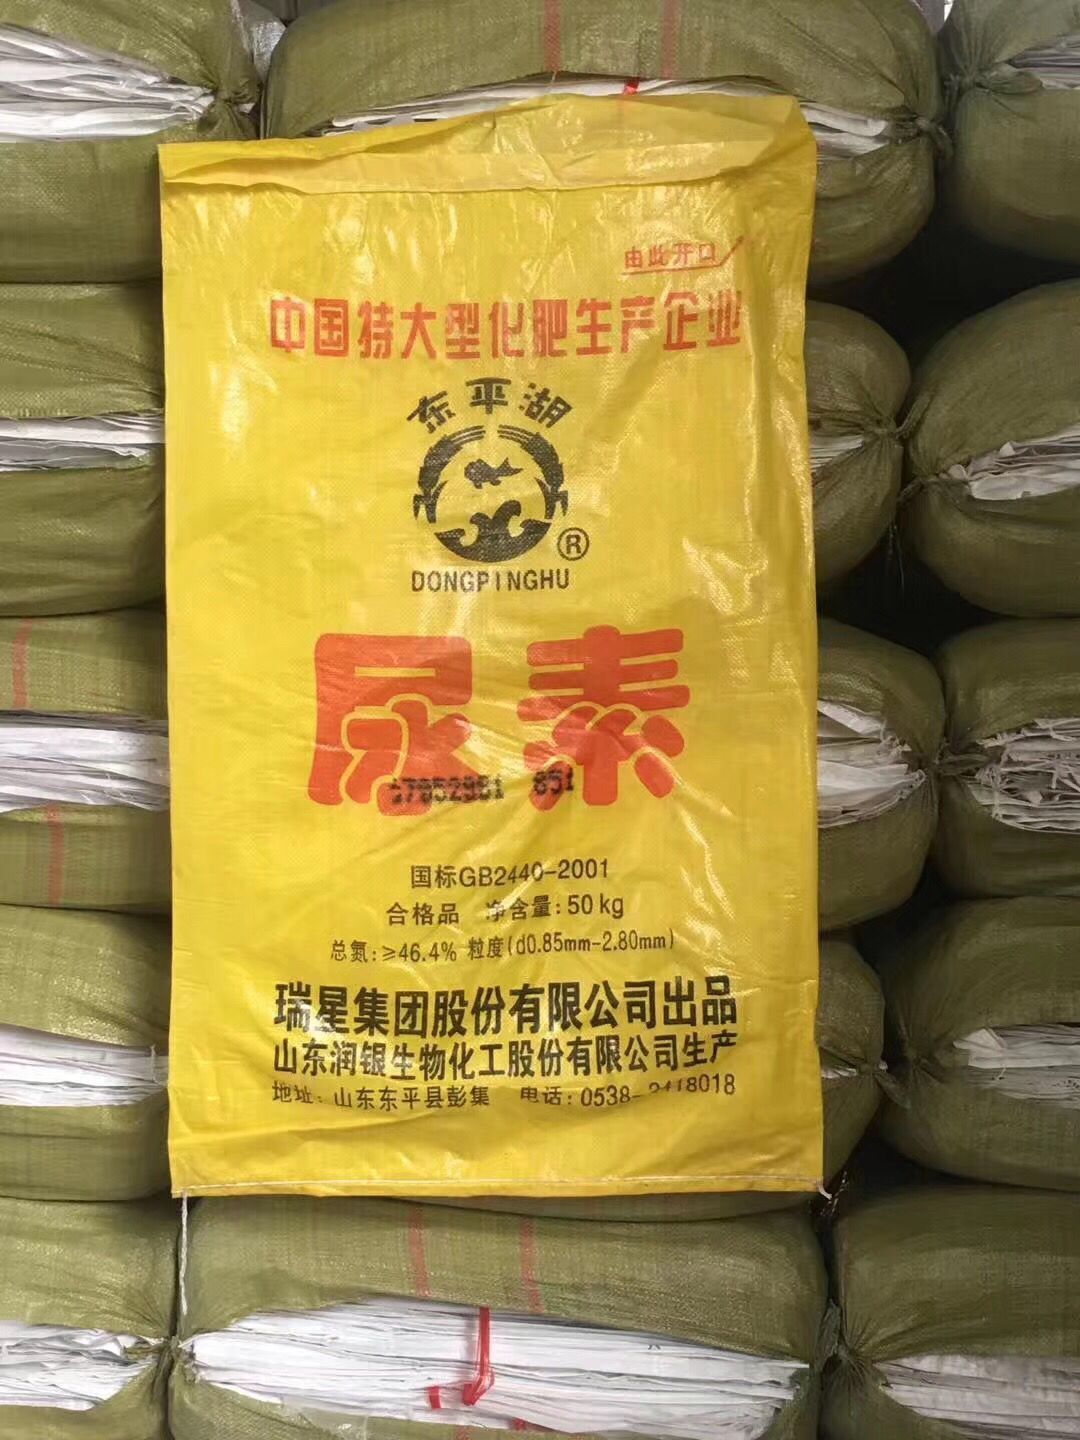 由此开口
中国特大型化肥生产企业
东平湖
®
DONGPINGHU
尿素
851
国标GB2440-2001
合格品 净含量:50kg
总氮:≥46.4% 粒度(d0.85mm-2.80mm)
瑞星集团股份有限公司出品
山东润银生物化工股份有限公司生产
地址:山东东平县彭集 电话:0538-